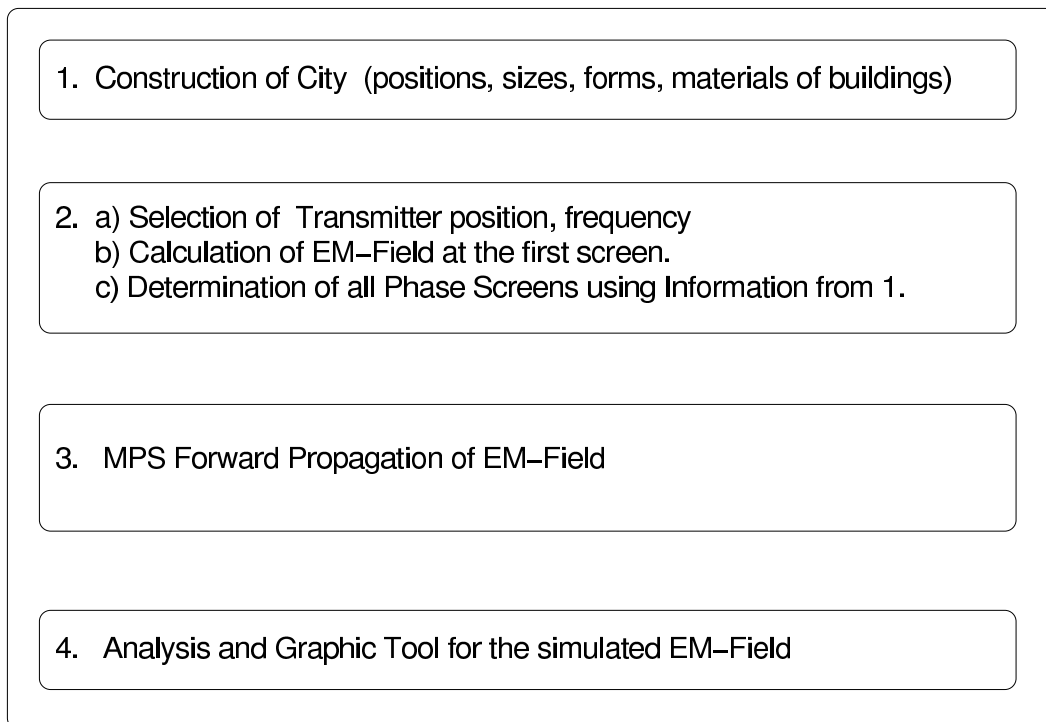 1. Construction of City (positions, sizes, forms, materials of buildings)
2. a) Selection of Transmitter position, frequency
b) Calculation of EM–Field at the first screen.
c) Determination of all Phase Screens using Information from 1.
3. MPS Forward Propagation of EM–Field
4. Analysis and Graphic Tool for the simulated EM–Field